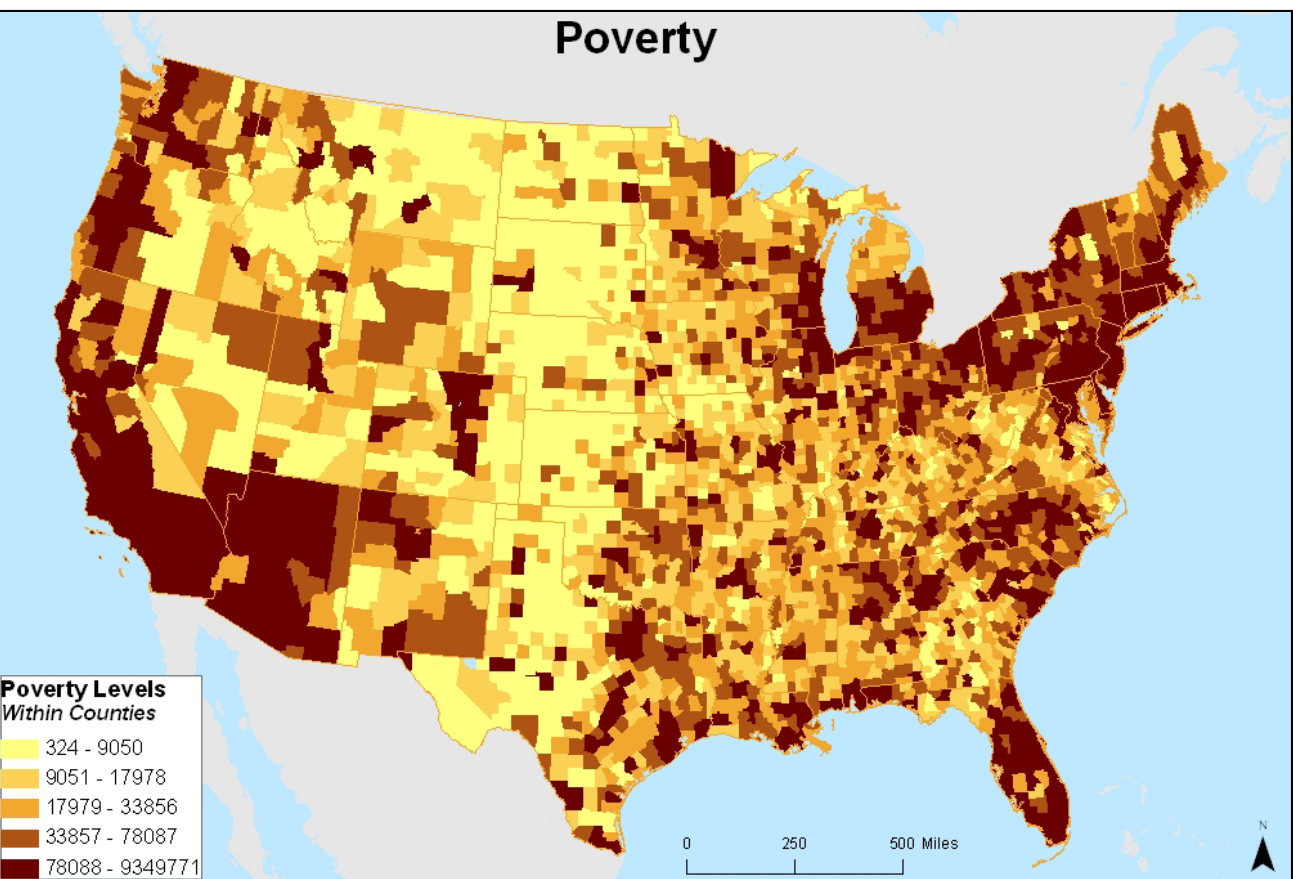 Poverty
Poverty Levels
Within Counties
324 - 9050
9051 - 17978
17979 - 33856
33857 - 78087
78088 - 9349771
0 250 500 Miles
N